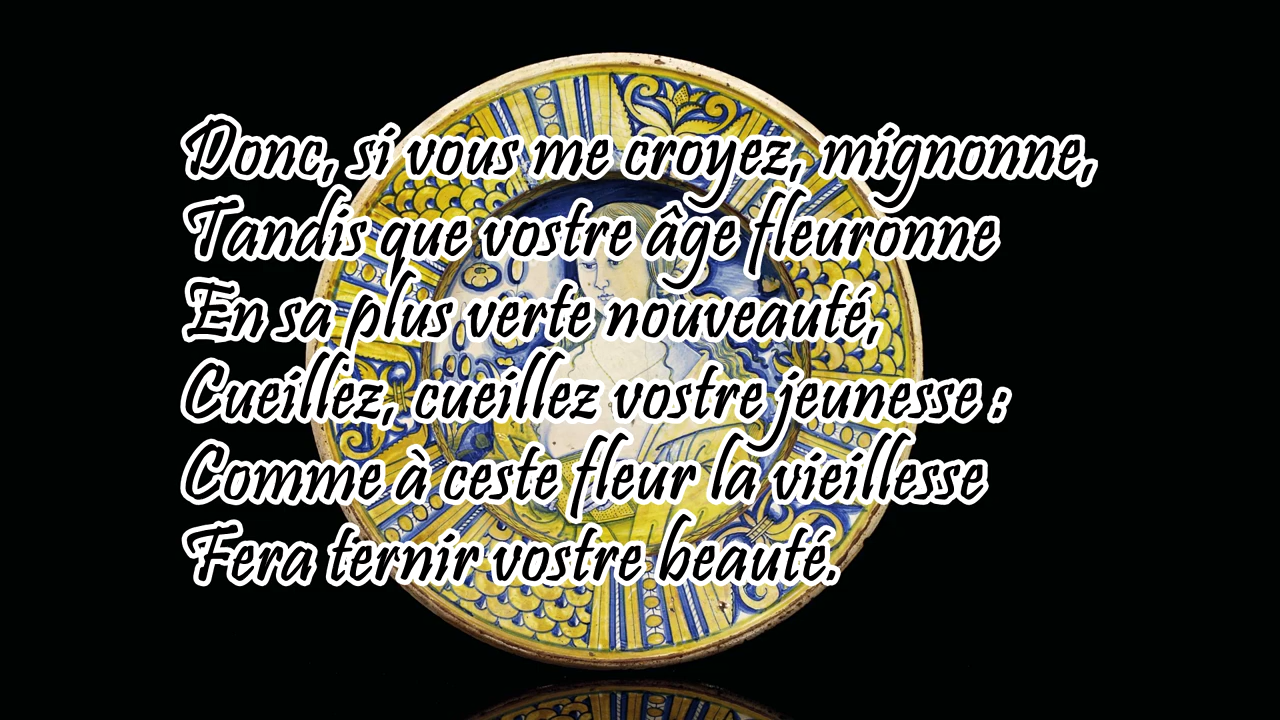 Donc, si vous me croyez, mignonne,
Tandis que vostre âge fleuronne
En sa plus verte nouveauté,
Cueillez, cueillez vostre jeunesse :
Comme à ceste fleur la vieillesse
Fera ternir vostre beauté.